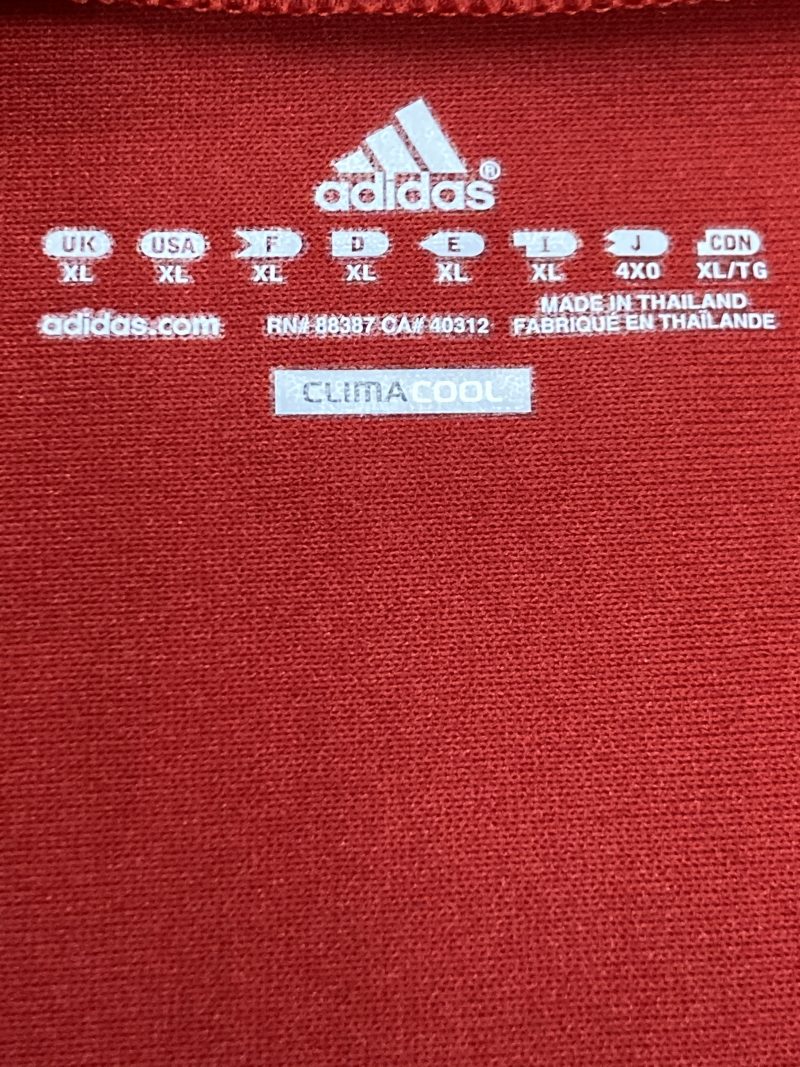 adidas®
UK USA F D E I J CDN
XL XL XL XL XL XL 4XO XL/TG
adidas.com RN# 88387 CA# 40312 MADE IN THAILAND
FABRIQUÉ EN THAÏLANDE
CLIMACOOL